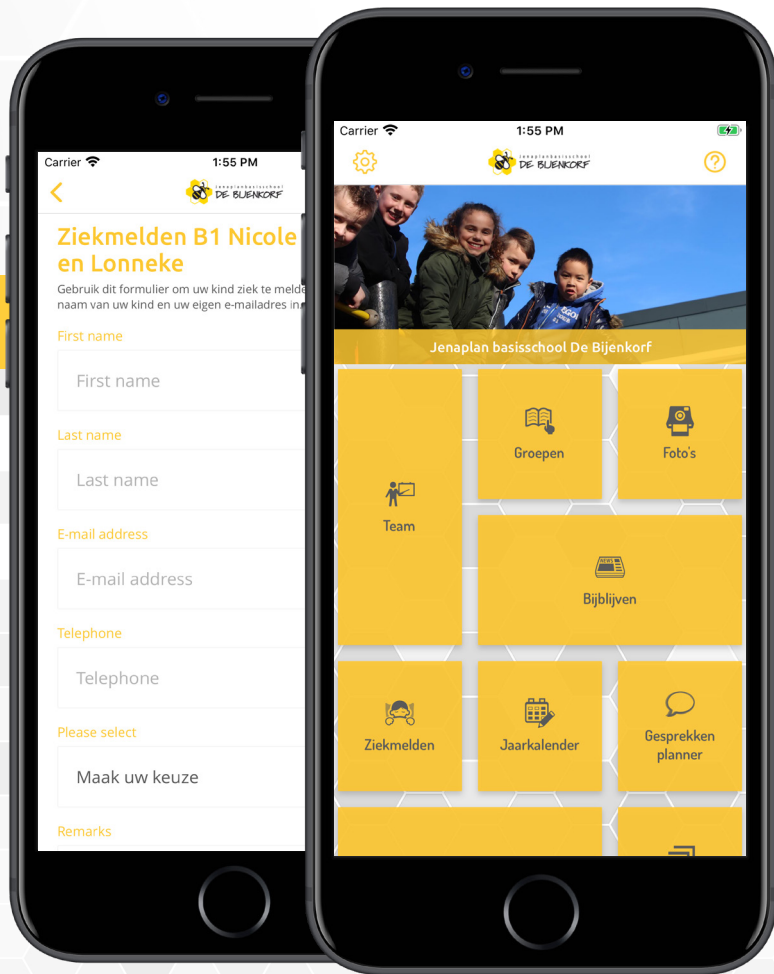 Carrier
1:55 PM
jenaplanbasisschool
DE BIJENKORF
Ziekmelden B1 Nicole
en Lonneke
Gebruik dit formulier om uw kind ziek te melde
naam van uw kind en uw eigen e-mailadres in
First name
First name
Last name
Last name
E-mail address
E-mail address
Telephone
Telephone
Please select
Maak uw keuze
Remarks
Carrier
1:55 PM
jenaplanbasisschool
DE BIJENKORF
Jenaplan basisschool De Bijenkorf
Team
Groepen
Foto's
NEWS
Bijblijven
Ziekmelden
Jaarkalender
Gesprekken
planner